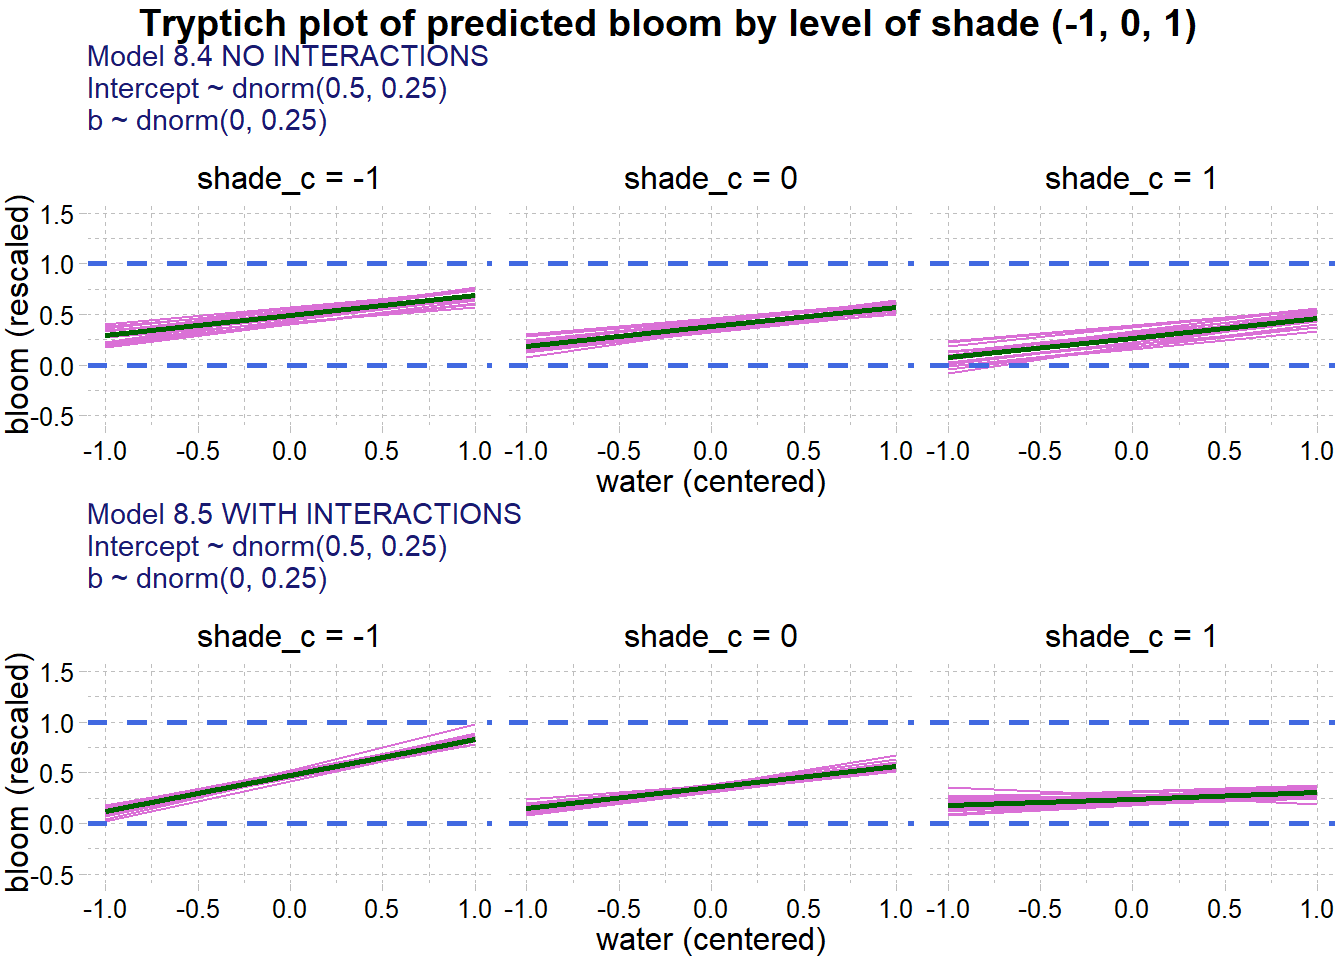 Tryptich plot of predicted bloom by level of shade (-1, 0, 1)
Model 8.4 NO INTERACTIONS
Intercept ~ dnorm(0.5, 0.25)
b ~ dnorm(0, 0.25)
shade_c = -1 shade_c = 0 shade_c = 1
bloom (rescaled)
1.5
1.0
0.5
0.0
-0.5
-1.0 -0.5 0.0 0.5 1.0 -1.0 -0.5 0.0 0.5 1.0 -1.0 -0.5 0.0 0.5 1.0
water (centered)
Model 8.5 WITH INTERACTIONS
Intercept ~ dnorm(0.5, 0.25)
b ~ dnorm(0, 0.25)
shade_c = -1 shade_c = 0 shade_c = 1
bloom (rescaled)
1.5
1.0
0.5
0.0
-0.5
-1.0 -0.5 0.0 0.5 1.0 -1.0 -0.5 0.0 0.5 1.0 -1.0 -0.5 0.0 0.5 1.0
water (centered)